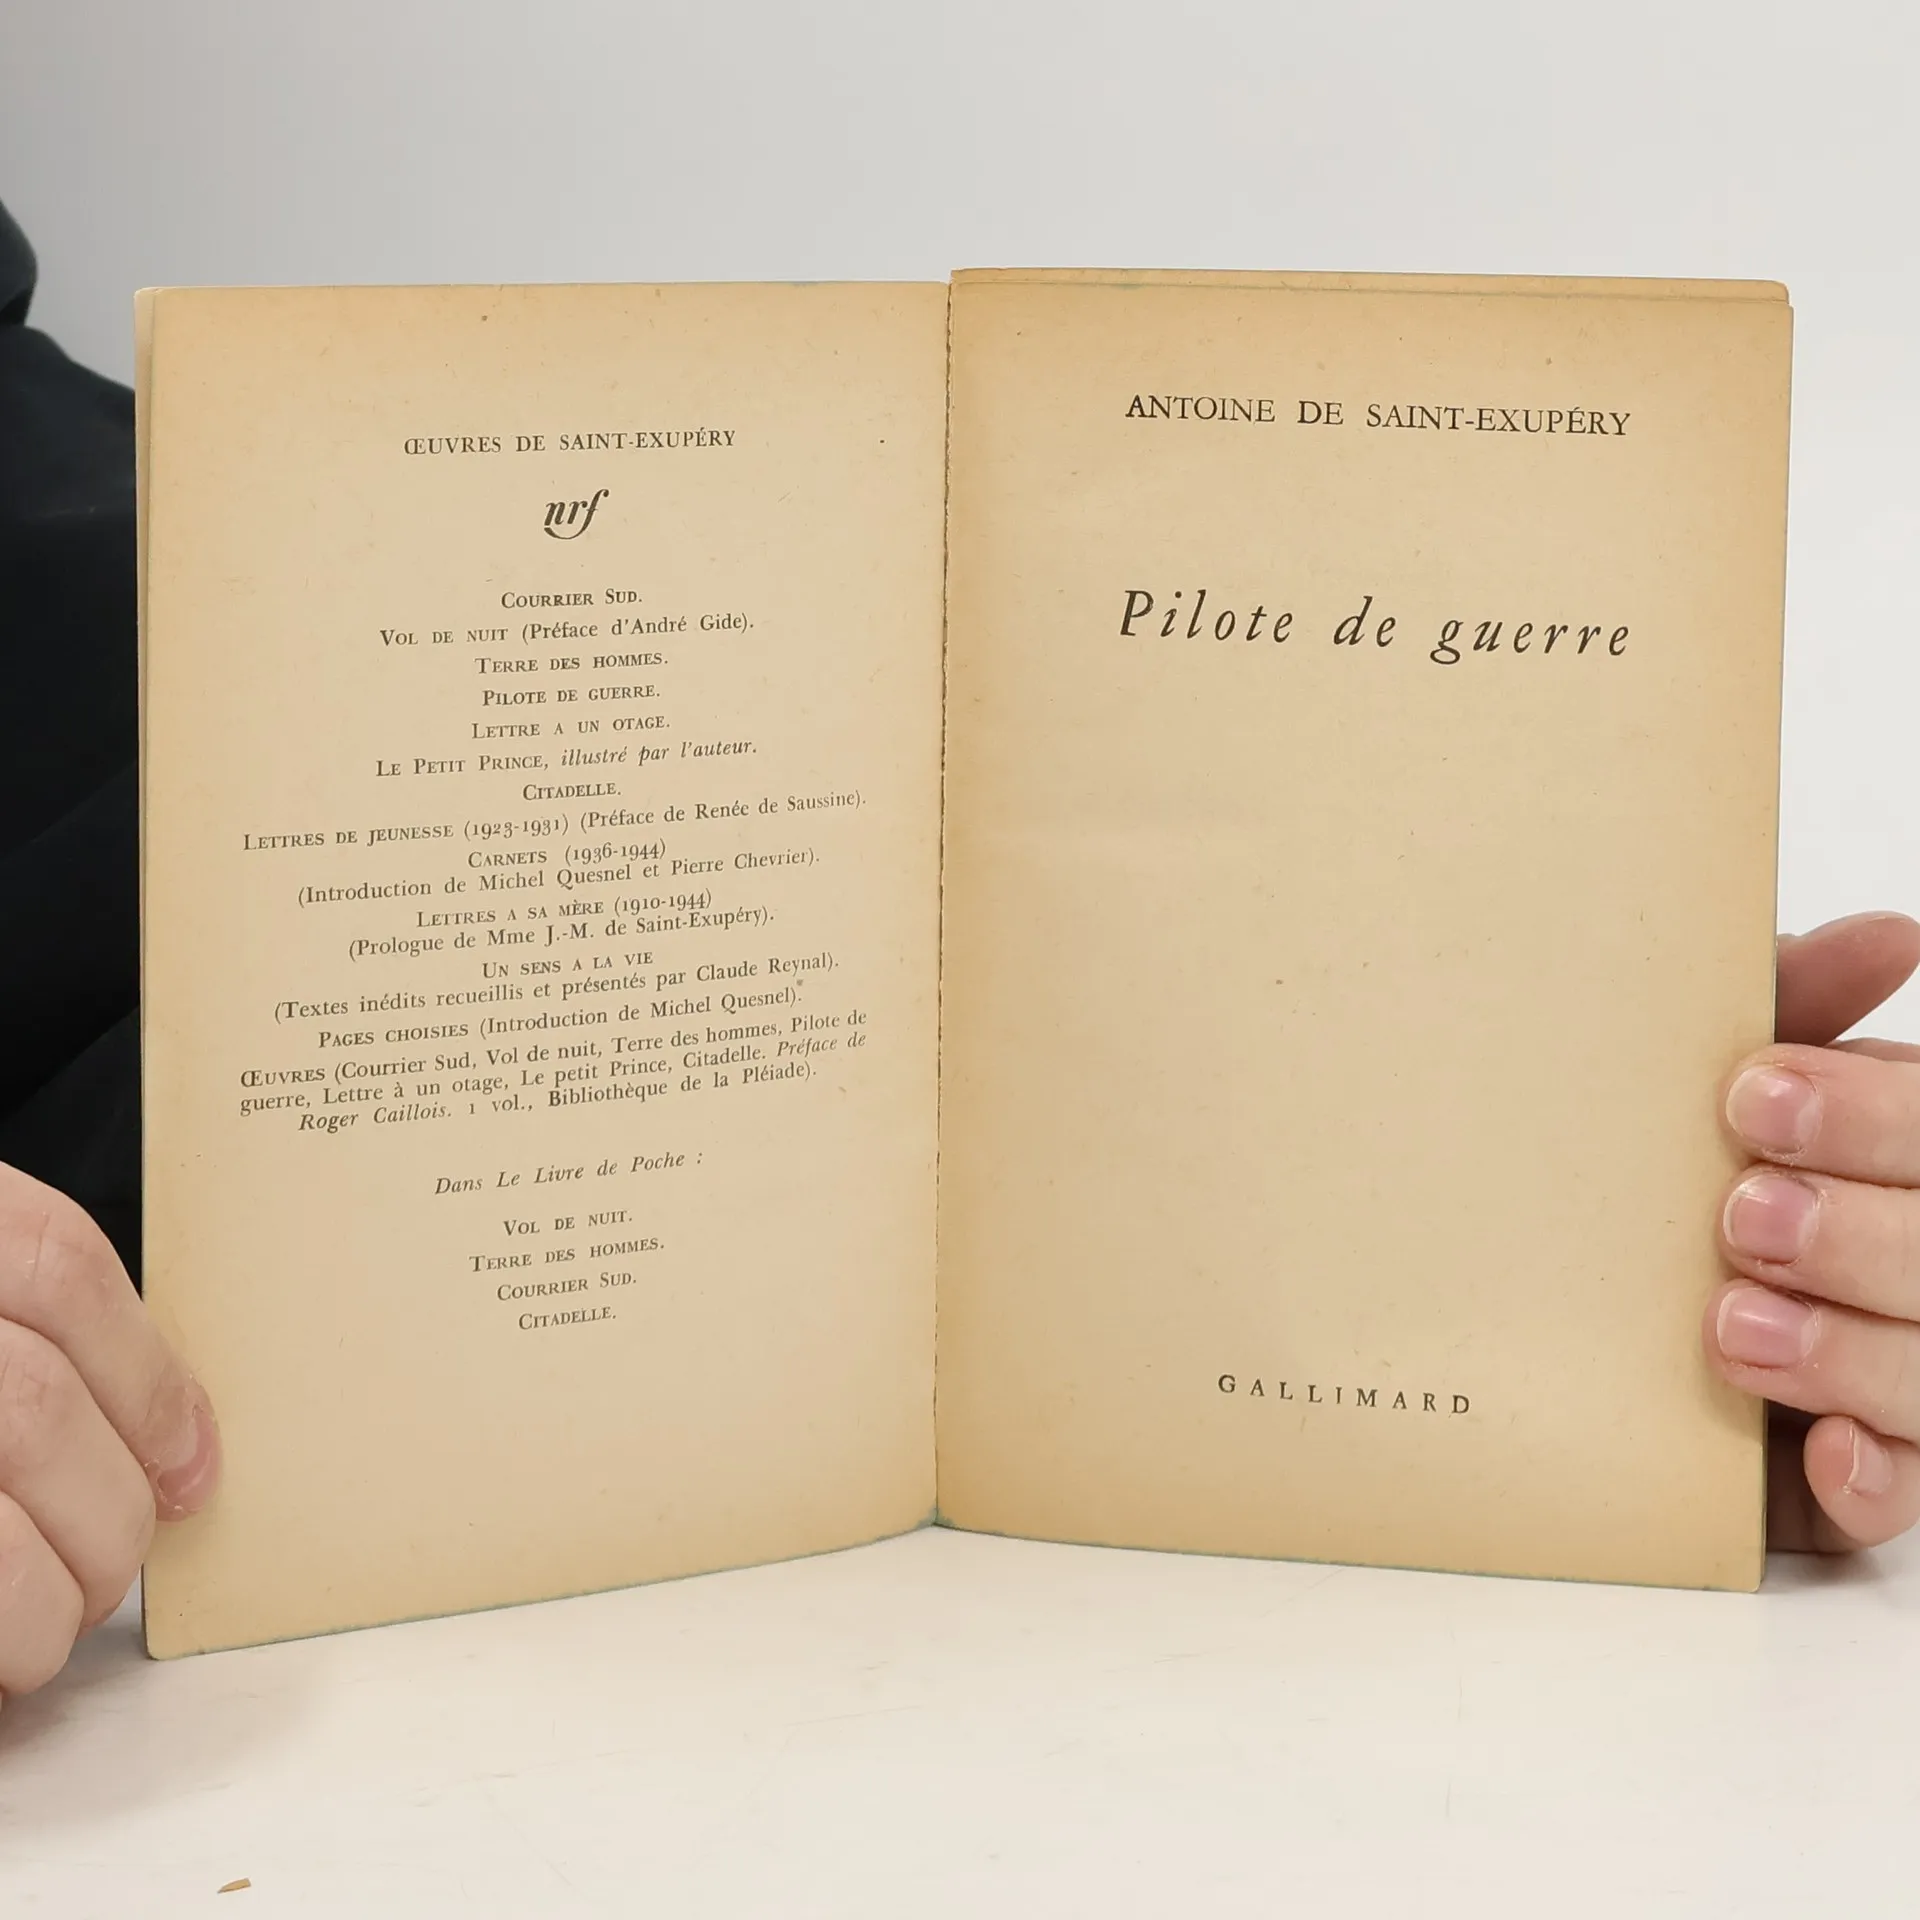 ŒUVRES DE SAINT-EXUPÉRY
nrf
COURRIER SUD.
VOL DE NUIT (Préface d'André Gide).
TERRE DES HOMMES.
PILOTE DE GUERRE.
LETTRE A UN OTAGE.
LE PETIT PRINCE, illustré par l'auteur.
CITADELLE.
LETTRES DE JEUNESSE (1923-1931) (Préface de Renée de Saussine).
CARNETS (1936-1944)
(Introduction de Michel Quesnel et Pierre Chevrier).
LETTRES A SA MÈRE (1910-1944)
(Prologue de Mme J.-M. de Saint-Exupéry).
UN SENS A LA VIE
(Textes inédits recueillis et présentés par Claude Reynal).
PAGES CHOISIES (Introduction de Michel Quesnel).
ŒUVRES (Courrier Sud, Vol de nuit, Terre des hommes, Pilote de
guerre, Lettre à un otage, Le petit Prince, Citadelle. Préface de
Roger Caillois. 1 vol., Bibliothèque de la Pléiade).
Dans Le Livre de Poche :
VOL DE NUIT.
TERRE DES HOMMES.
COURRIER SUD.
CITADELLE.
ANTOINE DE SAINT-EXUPÉRY
Pilote de guerre
GALLIMARD